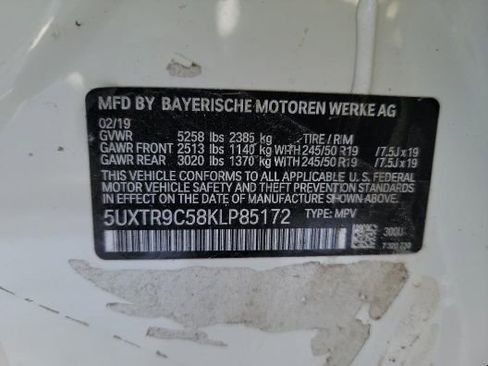 MFD BY BAYERISCHE MOTOREN WERKE AG
02/19
GVWR 5258 lbs 2385 kg TIRE / RIM
GAWR FRONT 2513 lbs 1140 kg WITH 245/50 R19 /7.5J x 19
GAWR REAR 3020 lbs 1370 kg WITH 245/50 R19 /7.5J x 19
THIS VEHICLE CONFORMS TO ALL APPLICABLE U. S. FEDERAL
MOTOR VEHICLE SAFETY AND THEFT PREVENTION STANDARDS
IN EFFECT ON THE DATE OF MANUFACTURE SHOWN ABOVE.
5UXTR9C58KLP85172 TYPE: MPV
300U